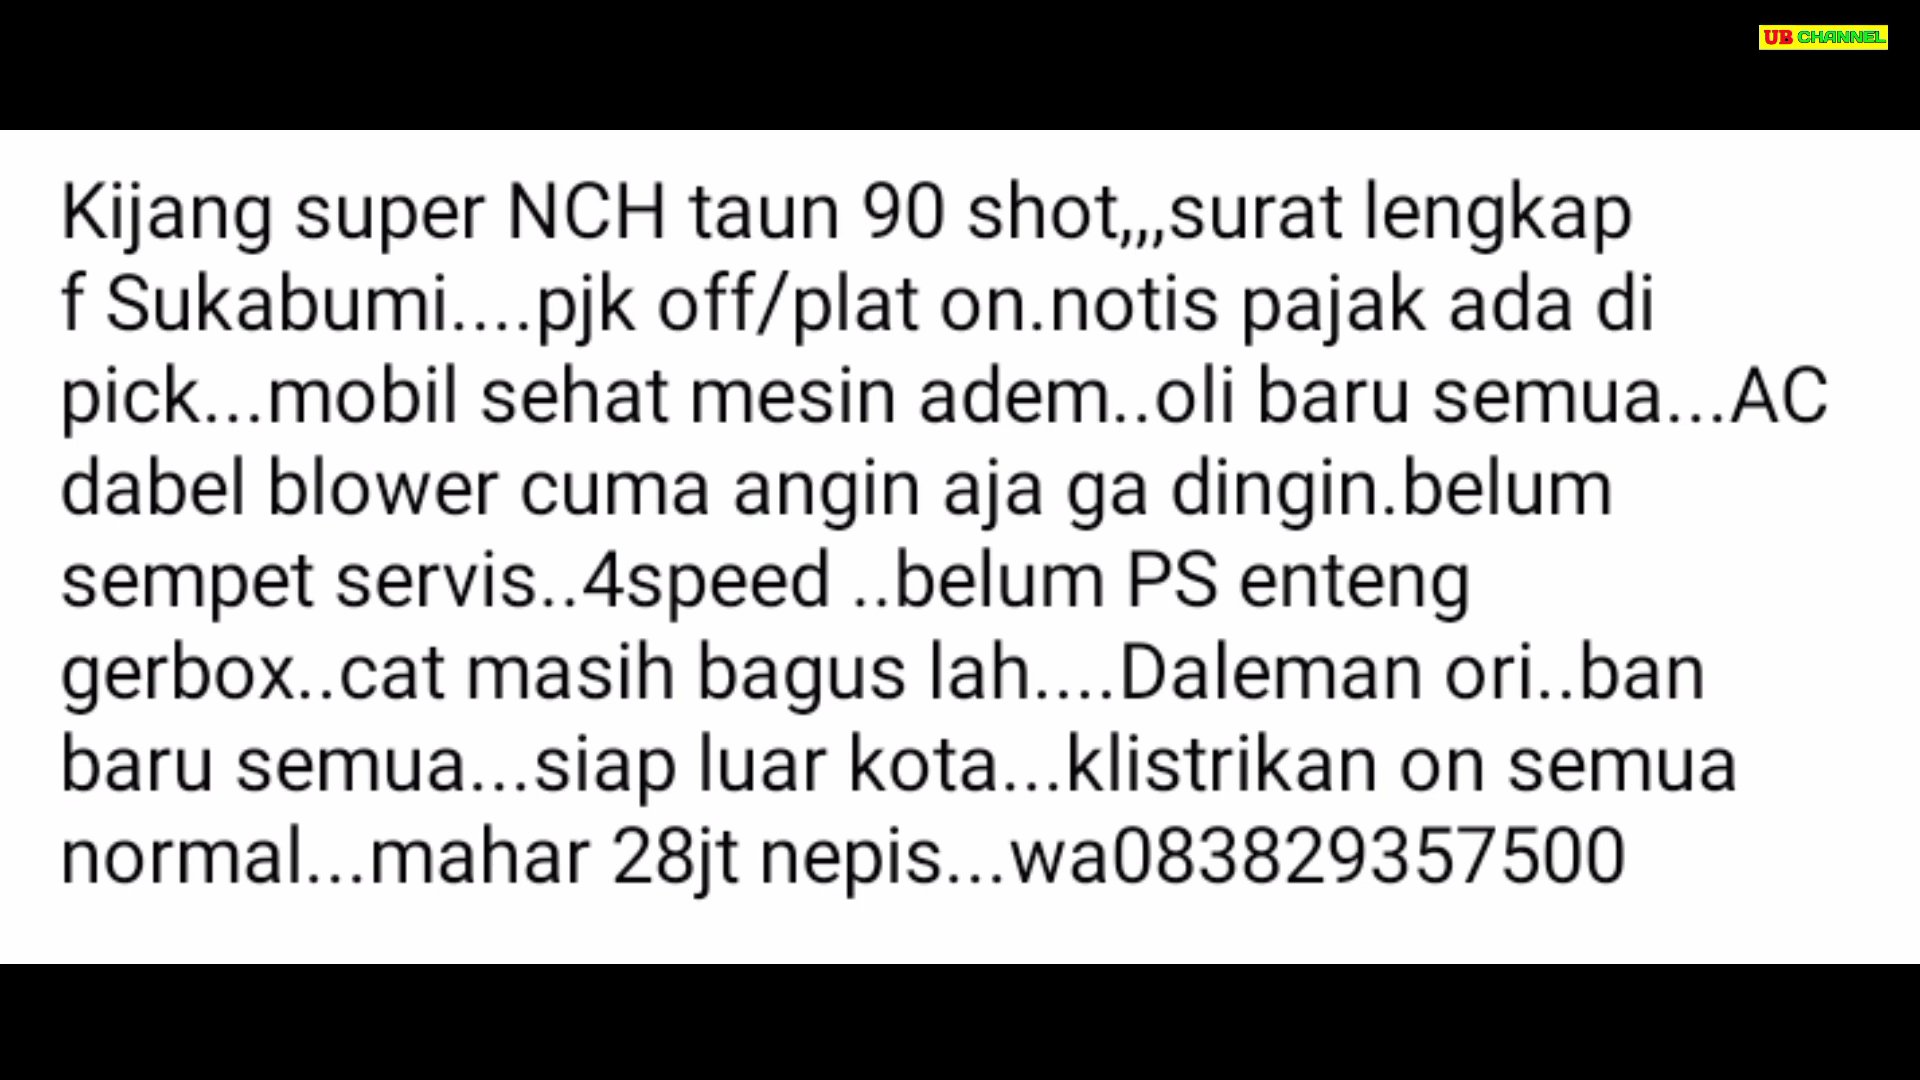 UB CHANNEL
Kijang super NCH taun 90 shot,,,surat lengkap
f Sukabumi....pjk off/plat on.notis pajak ada di
pick...mobil sehat mesin adem..oli baru semua...AC
dabel blower cuma angin aja ga dingin.belum
sempet servis..4speed ..belum PS enteng
gerbox..cat masih bagus lah....Daleman ori..ban
baru semua...siap luar kota...klistrikan on semua
normal...mahar 28jt nepis...wa083829357500